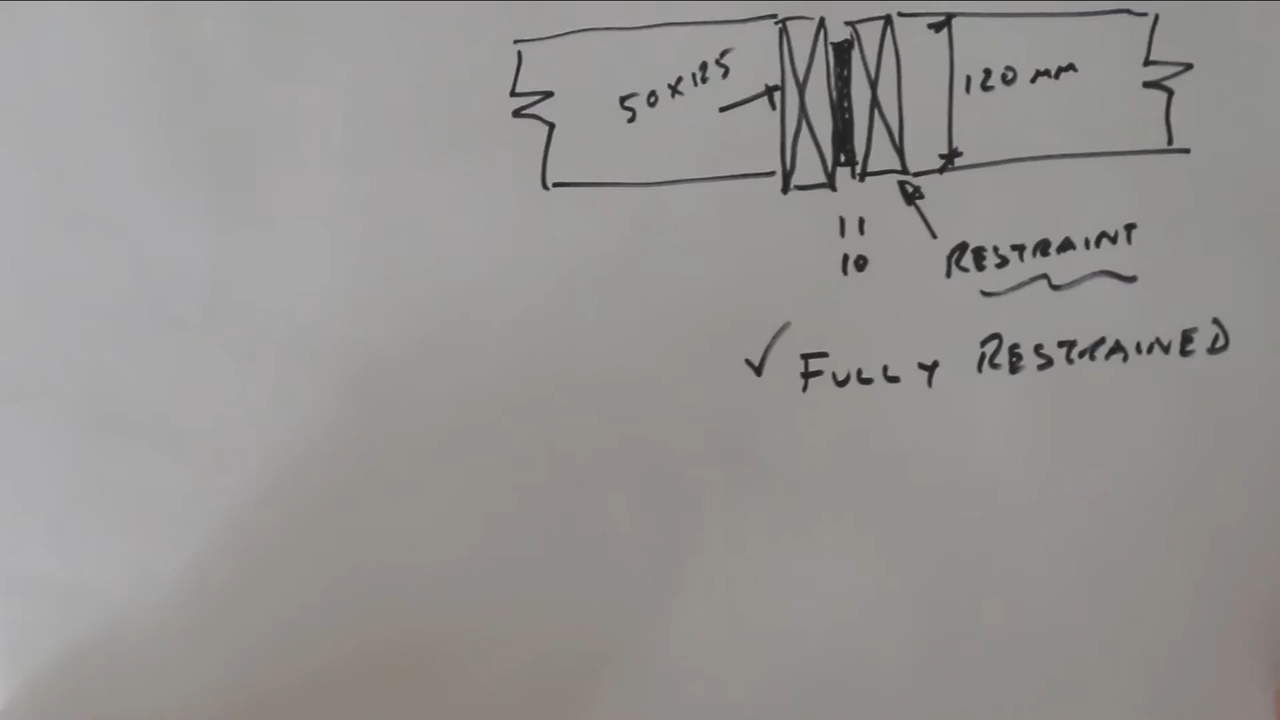 50x125
120 mm
11
10
RESTRAINT
✓ FULLY RESTRAINED